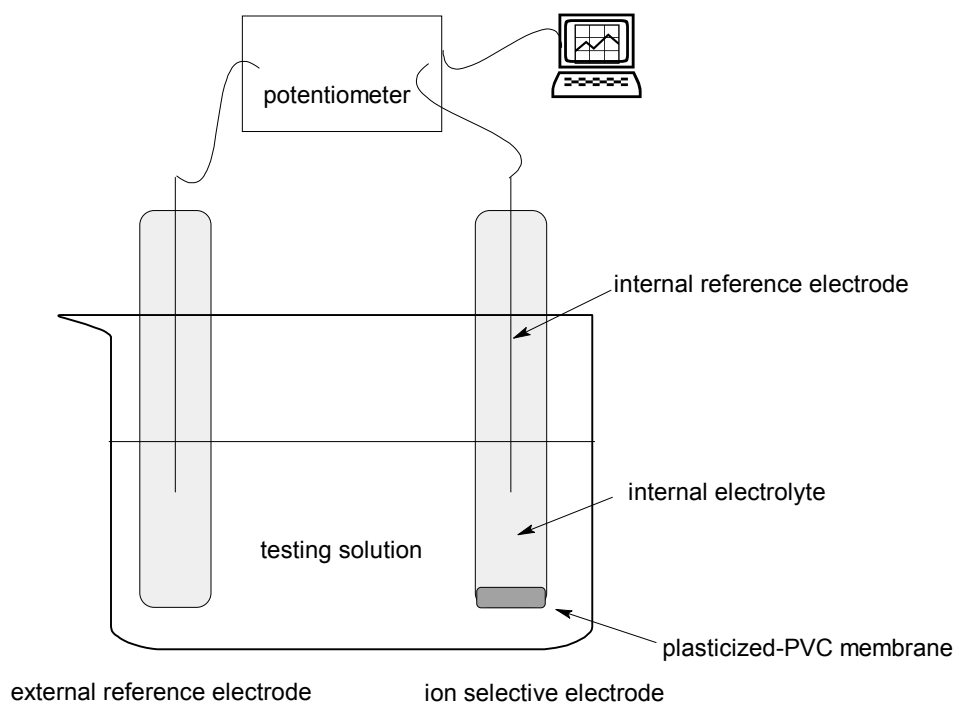 potentiometer
internal reference electrode
internal electrolyte
testing solution
plasticized-PVC membrane
external reference electrode
ion selective electrode